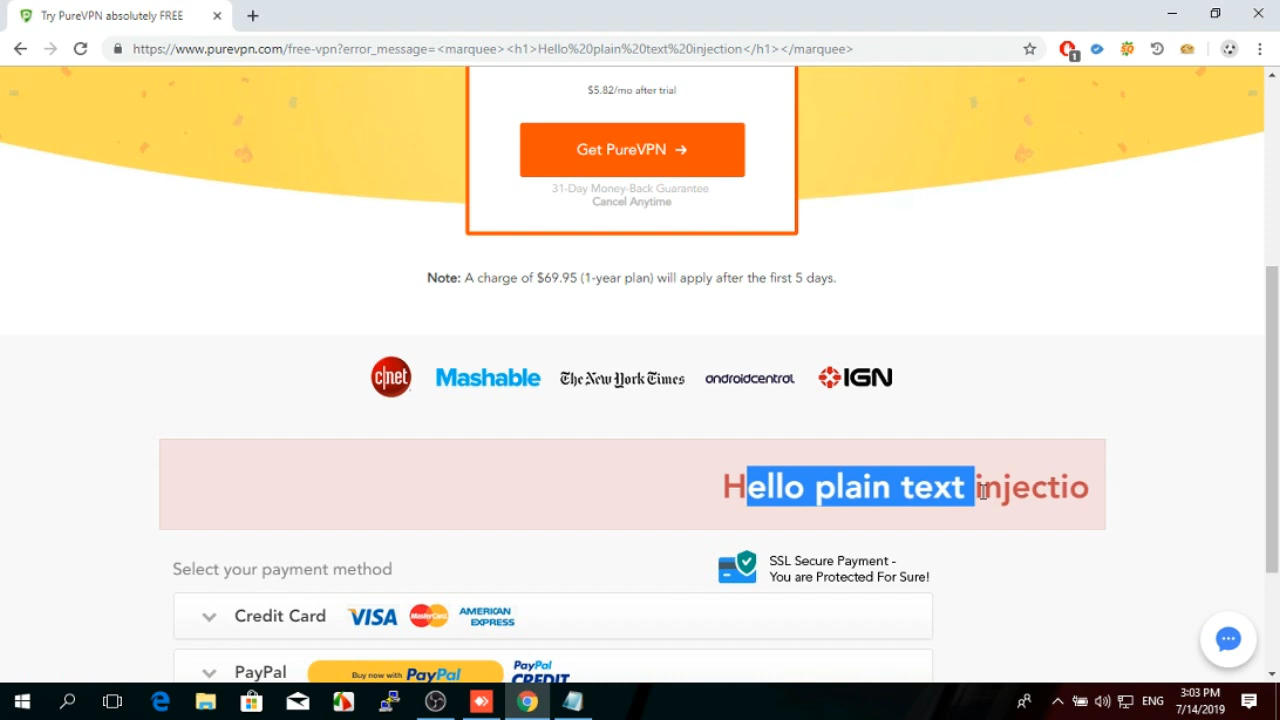 Try PureVPN absolutely FREE
https://www.purevpn.com/free-vpn?error_message=<marquee><h1>Hello%20plain%20text%20injection</h1></marquee>
1
$5.82/mo after trial
Get PureVPN →
31-Day Money-Back Guarantee
Cancel Anytime
Note: A charge of $69.95 (1-year plan) will apply after the first 5 days.
c|net Mashable The New York Times androidcentral IGN
Hello plain text injectio
Select your payment method
SSL Secure Payment -
You are Protected For Sure!
Credit Card VISA MasterCard AMERICAN EXPRESS
PayPal Buy now with PayPal PayPal CREDIT
ENG
3:03 PM
7/14/2019